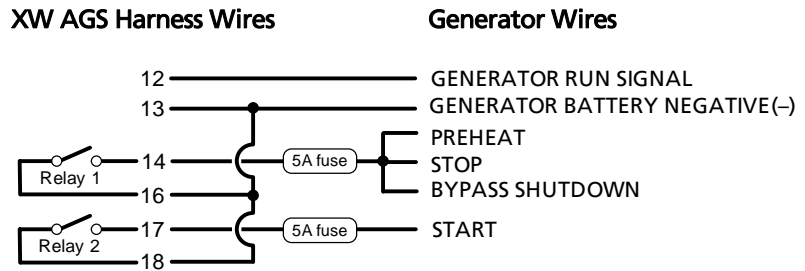 XW AGS Harness Wires Generator Wires
12 GENERATOR RUN SIGNAL
13 GENERATOR BATTERY NEGATIVE(–)
PREHEAT
14 5A fuse STOP
Relay 1
16 BYPASS SHUTDOWN
17 5A fuse START
Relay 2
18